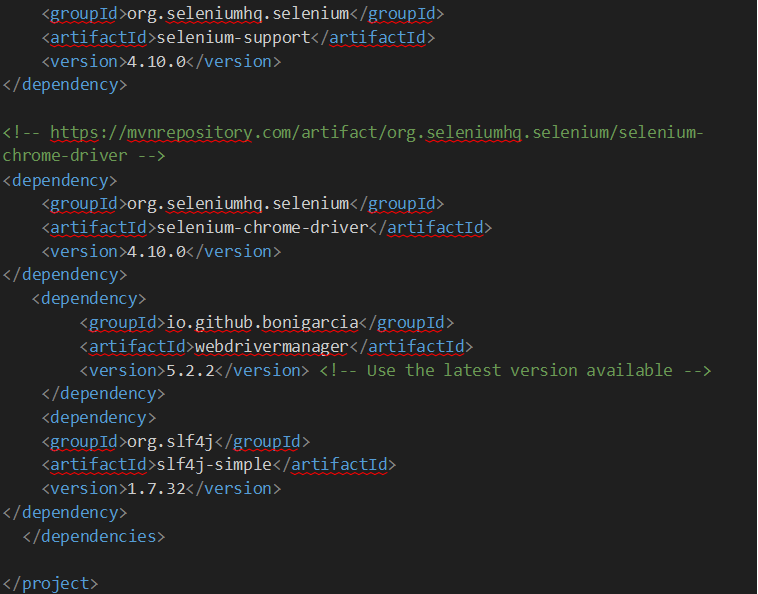 <groupId>org.seleniumhq.selenium</groupId>
<artifactId>selenium-support</artifactId>
<version>4.10.0</version>
</dependency>
<!-- https://mvnrepository.com/artifact/org.seleniumhq.selenium/selenium-
chrome-driver -->
<dependency>
<groupId>org.seleniumhq.selenium</groupId>
<artifactId>selenium-chrome-driver</artifactId>
<version>4.10.0</version>
</dependency>
<dependency>
<groupId>io.github.bonigarcia</groupId>
<artifactId>webdrivermanager</artifactId>
<version>5.2.2</version> <!-- Use the latest version available -->
</dependency>
<dependency>
<groupId>org.slf4j</groupId>
<artifactId>slf4j-simple</artifactId>
<version>1.7.32</version>
</dependency>
</dependencies>
</project>